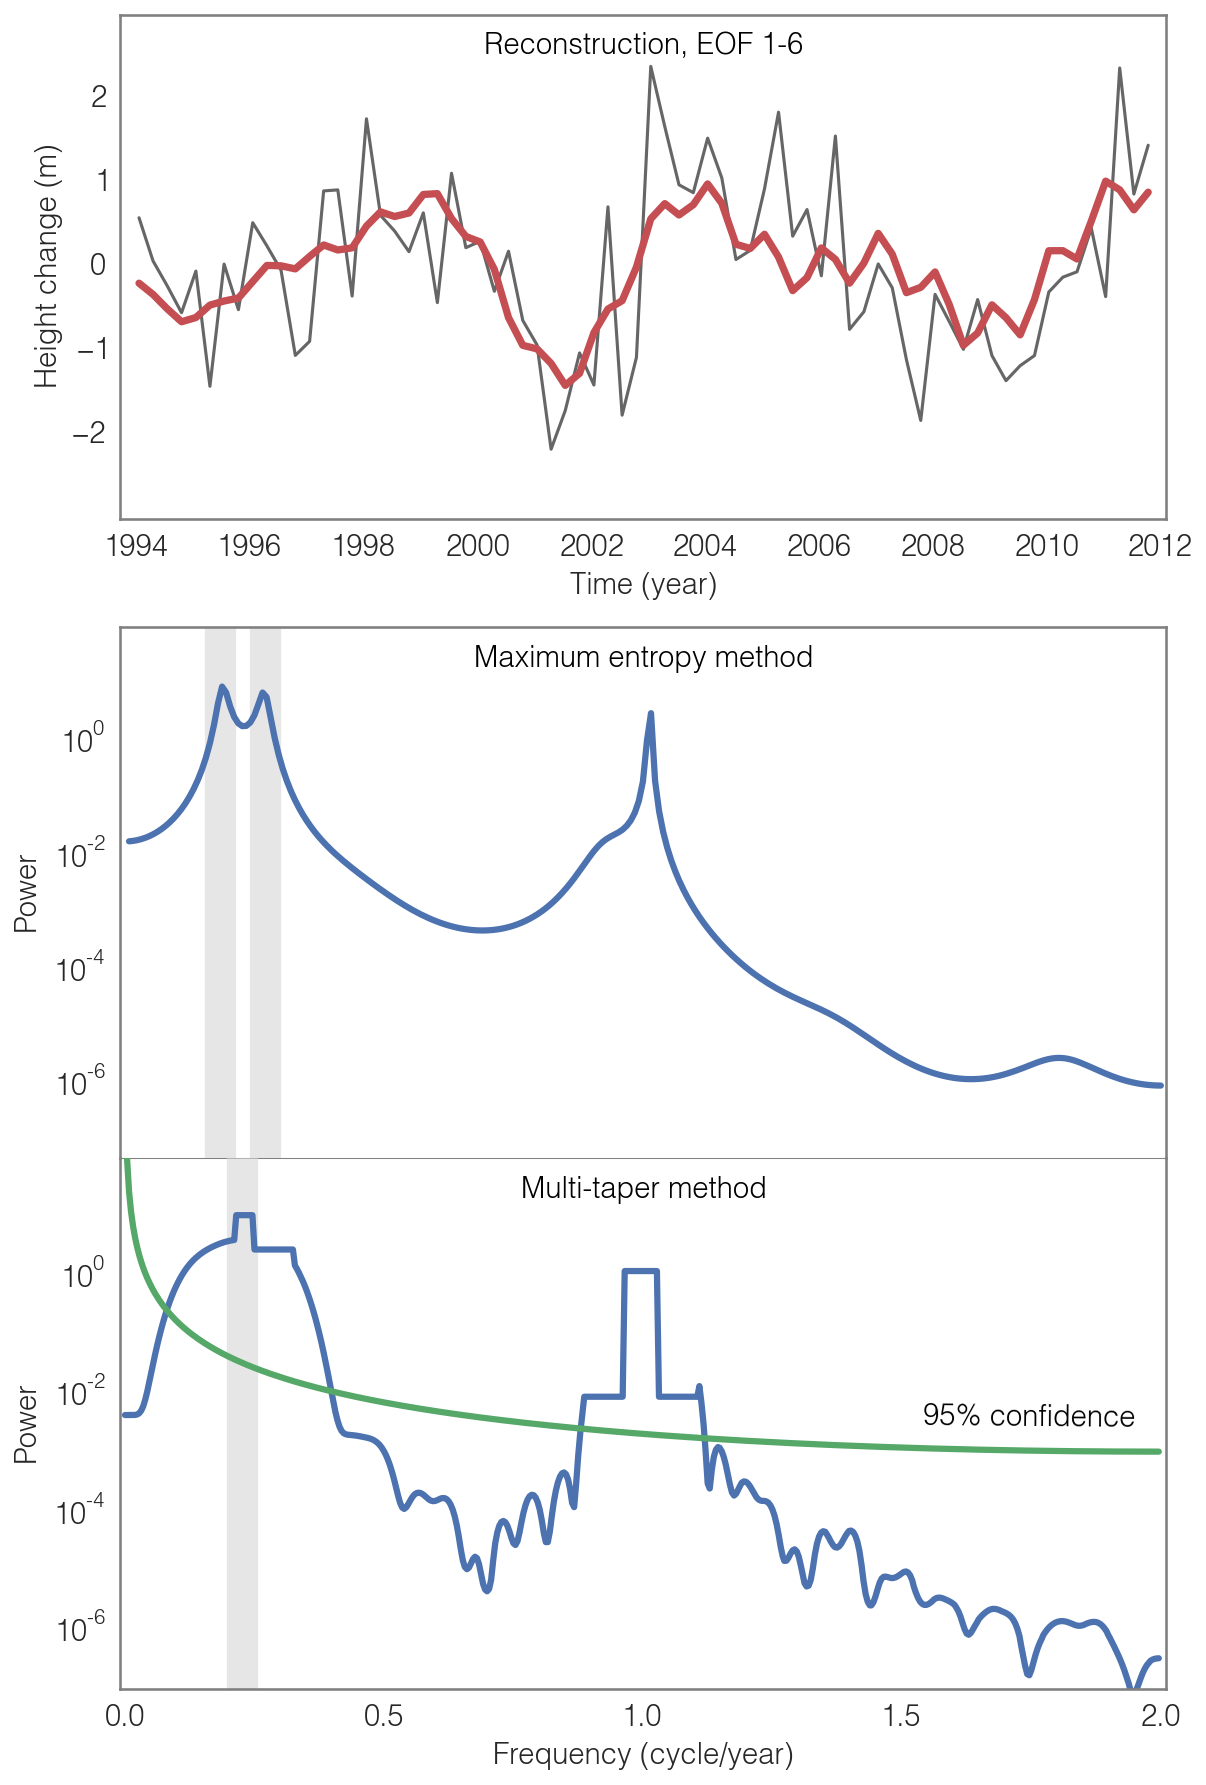 Reconstruction, EOF 1-6
2
1
0
−1
−2
Height change (m)
1994 1996 1998 2000 2002 2004 2006 2008 2010 2012
Time (year)
Maximum entropy method
10^0
10^-2
10^-4
10^-6
Power
Multi-taper method
10^0
10^-2
10^-4
10^-6
Power
95% confidence
0.0 0.5 1.0 1.5 2.0
Frequency (cycle/year)